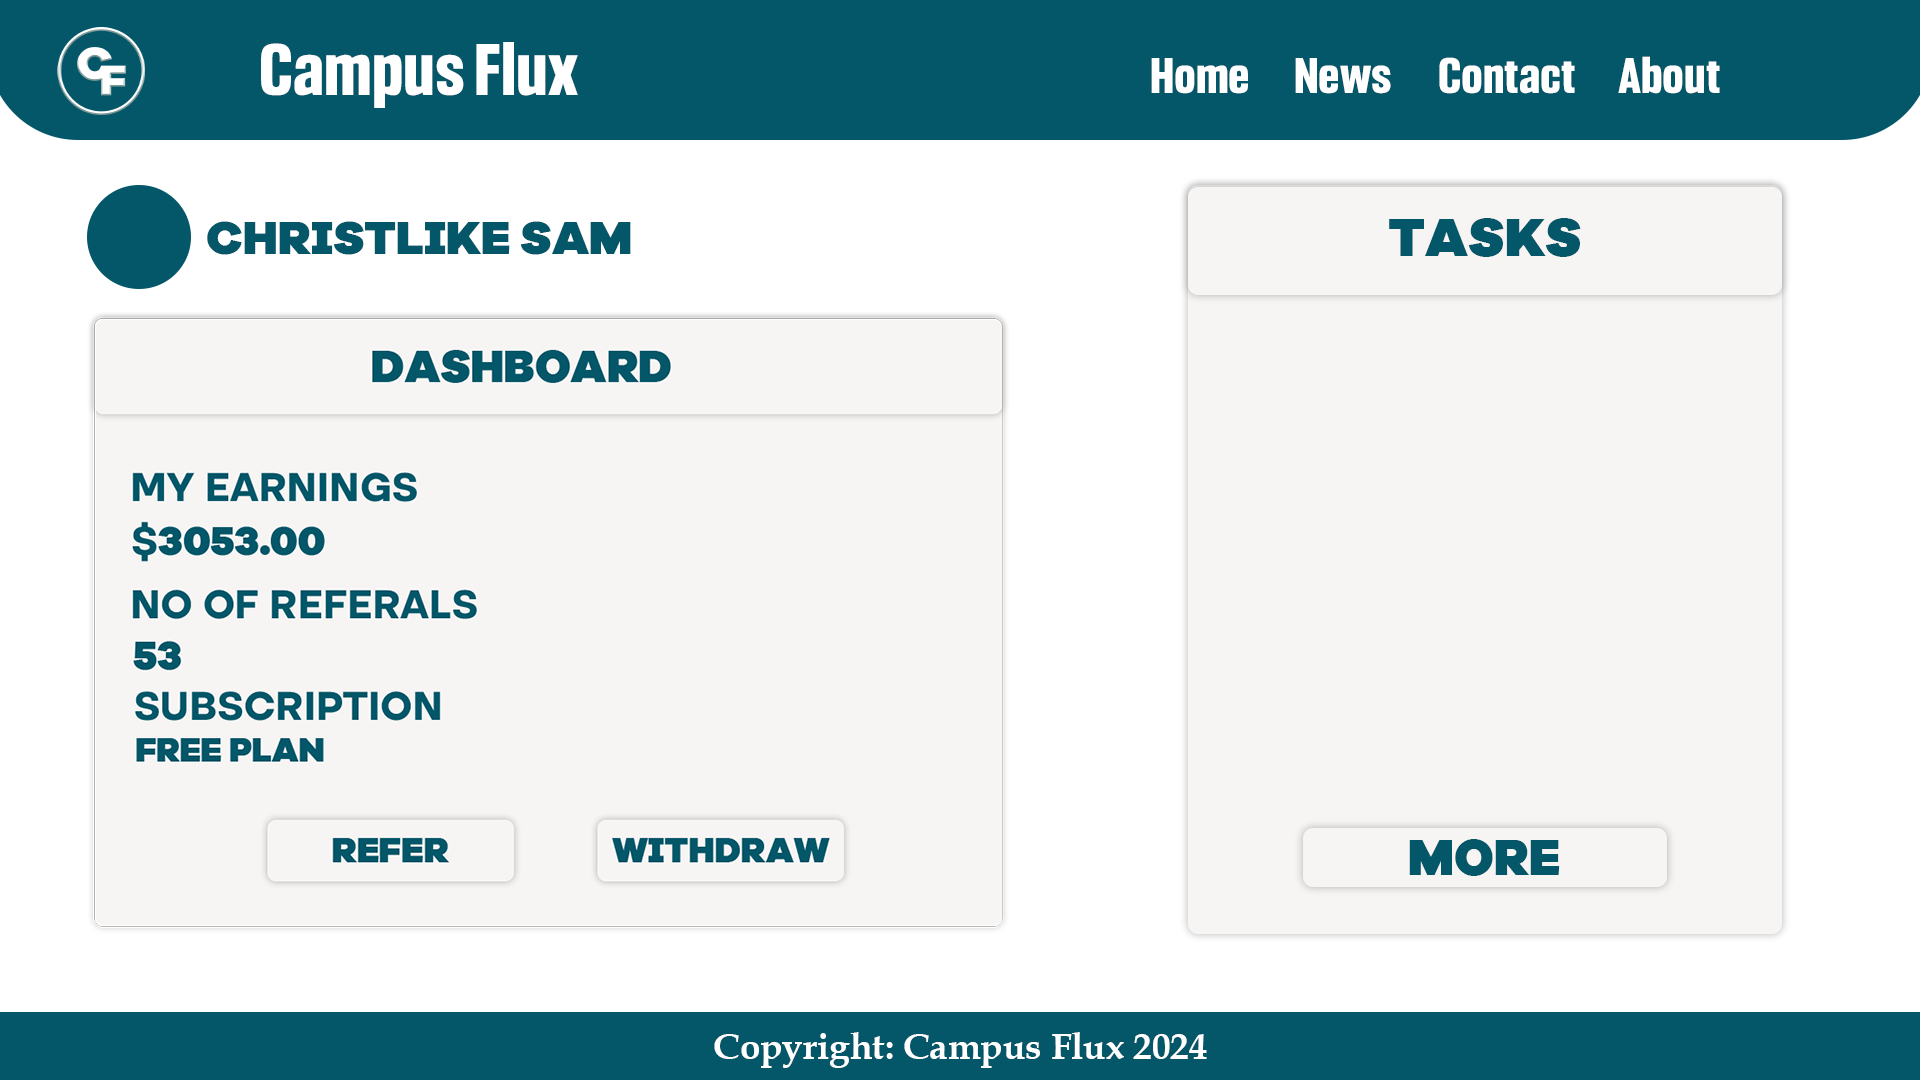 CF
Campus Flux
Home News Contact About
CHRISTLIKE SAM
DASHBOARD
MY EARNINGS
$3053.00
NO OF REFERALS
53
SUBSCRIPTION
FREE PLAN
REFER
WITHDRAW
TASKS
MORE
Copyright: Campus Flux 2024